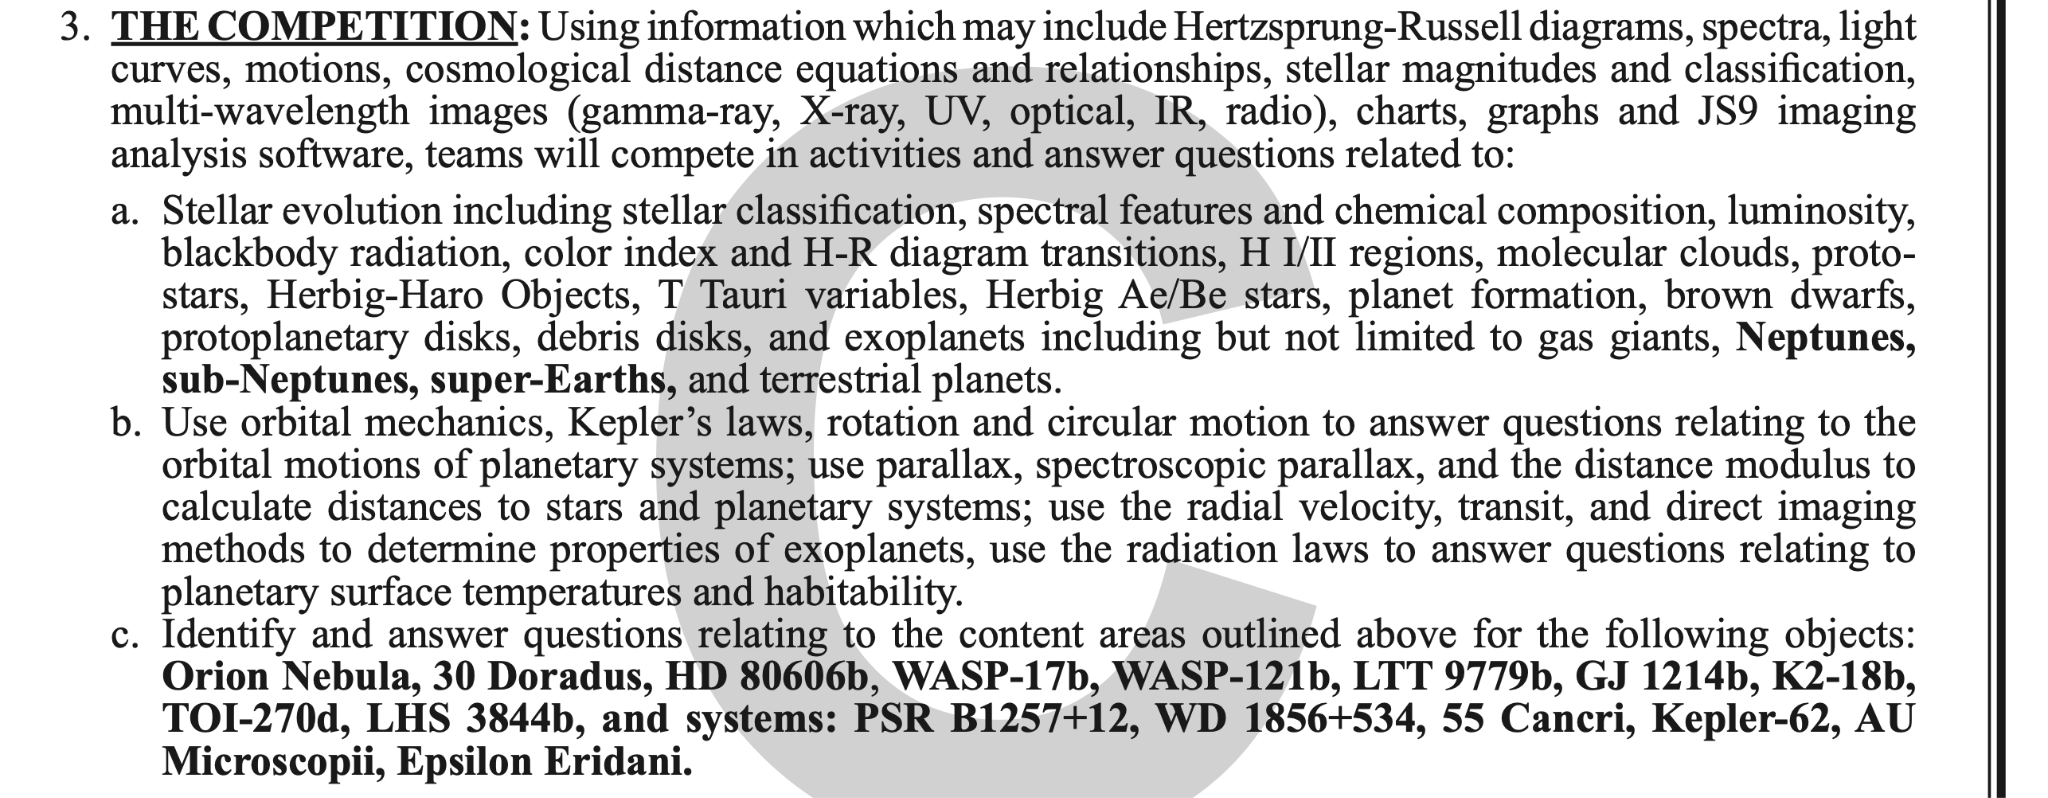 3. THE COMPETITION: Using information which may include Hertzsprung-Russell diagrams, spectra, light
curves, motions, cosmological distance equations and relationships, stellar magnitudes and classification,
multi-wavelength images (gamma-ray, X-ray, UV, optical, IR, radio), charts, graphs and JS9 imaging
analysis software, teams will compete in activities and answer questions related to:
a. Stellar evolution including stellar classification, spectral features and chemical composition, luminosity,
blackbody radiation, color index and H-R diagram transitions, H I/II regions, molecular clouds, proto-
stars, Herbig-Haro Objects, T Tauri variables, Herbig Ae/Be stars, planet formation, brown dwarfs,
protoplanetary disks, debris disks, and exoplanets including but not limited to gas giants, Neptunes,
sub-Neptunes, super-Earths, and terrestrial planets.
b. Use orbital mechanics, Kepler’s laws, rotation and circular motion to answer questions relating to the
orbital motions of planetary systems; use parallax, spectroscopic parallax, and the distance modulus to
calculate distances to stars and planetary systems; use the radial velocity, transit, and direct imaging
methods to determine properties of exoplanets, use the radiation laws to answer questions relating to
planetary surface temperatures and habitability.
c. Identify and answer questions relating to the content areas outlined above for the following objects:
Orion Nebula, 30 Doradus, HD 80606b, WASP-17b, WASP-121b, LTT 9779b, GJ 1214b, K2-18b,
TOI-270d, LHS 3844b, and systems: PSR B1257+12, WD 1856+534, 55 Cancri, Kepler-62, AU
Microscopii, Epsilon Eridani.
C